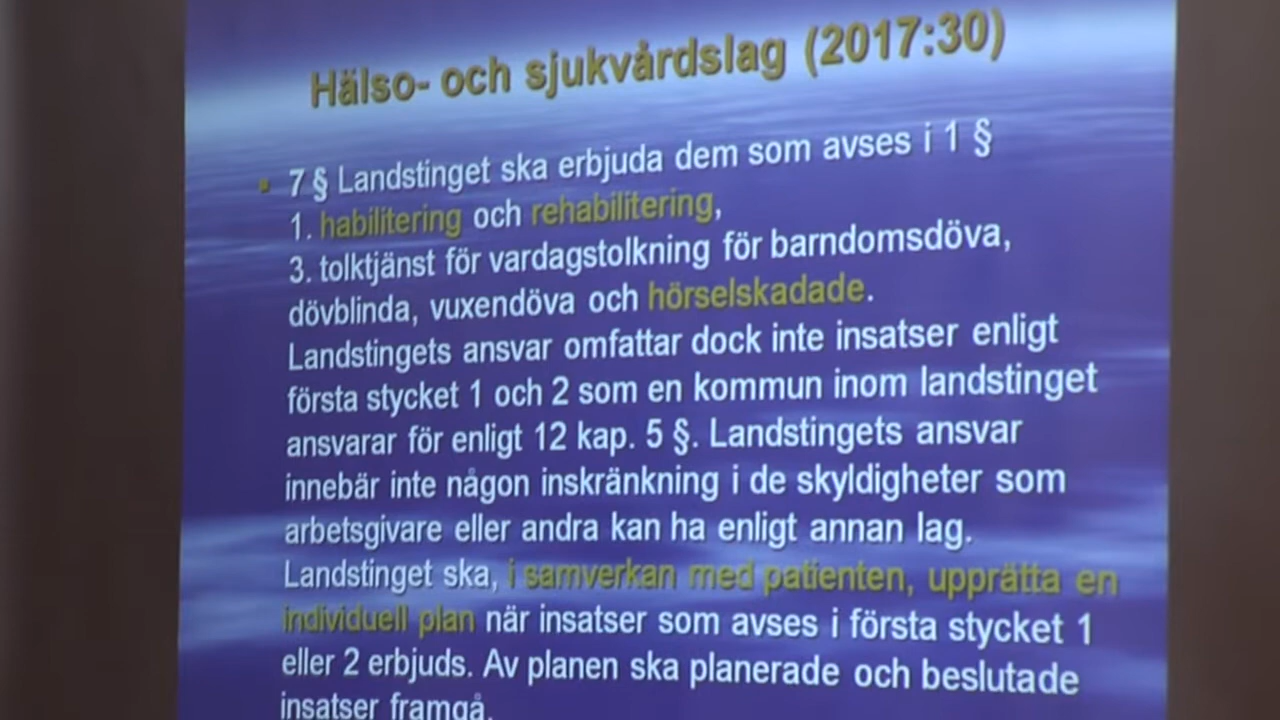 Hälso- och sjukvårdslag (2017:30)
▪ 7 § Landstinget ska erbjuda dem som avses i 1 §
1. habilitering och rehabilitering,
3. tolktjänst för vardagstolkning för barndomsdöva,
dövblinda, vuxendöva och hörselskadade.
Landstingets ansvar omfattar dock inte insatser enligt
första stycket 1 och 2 som en kommun inom landstinget
ansvarar för enligt 12 kap. 5 §. Landstingets ansvar
innebär inte någon inskränkning i de skyldigheter som
arbetsgivare eller andra kan ha enligt annan lag.
Landstinget ska, i samverkan med patienten, upprätta en
individuell plan när insatser som avses i första stycket 1
eller 2 erbjuds. Av planen ska planerade och beslutade
insatser framgå.